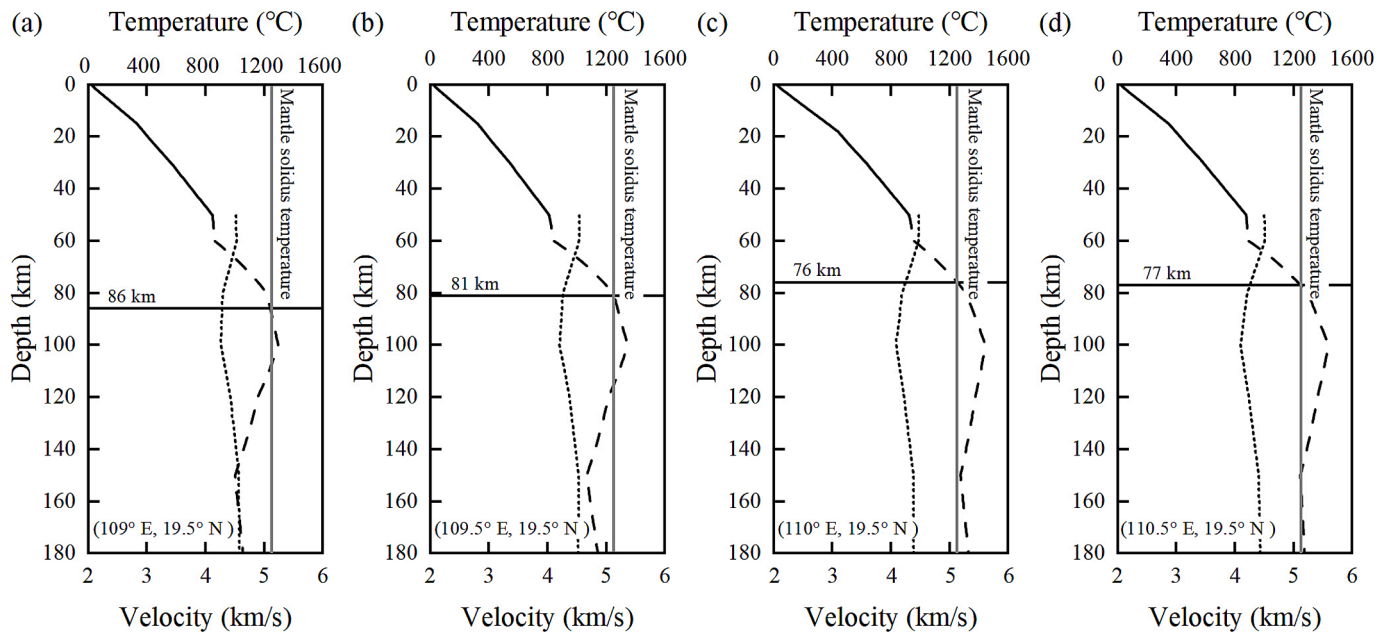 (a)
Temperature (°C)
0 400 800 1200 1600
0
20
40
60
80
100
120
140
160
180
Depth (km)
Mantle solidus temperature
86 km
(109° E, 19.5° N )
2 3 4 5 6
Velocity (km/s)
(b)
Temperature (°C)
0 400 800 1200 1600
0
20
40
60
80
100
120
140
160
180
Depth (km)
Mantle solidus temperature
81 km
(109.5° E, 19.5° N )
2 3 4 5 6
Velocity (km/s)
(c)
Temperature (°C)
0 400 800 1200 1600
0
20
40
60
80
100
120
140
160
180
Depth (km)
Mantle solidus temperature
76 km
(110° E, 19.5° N )
2 3 4 5 6
Velocity (km/s)
(d)
Temperature (°C)
0 400 800 1200 1600
0
20
40
60
80
100
120
140
160
180
Depth (km)
Mantle solidus temperature
77 km
(110.5° E, 19.5° N )
2 3 4 5 6
Velocity (km/s)